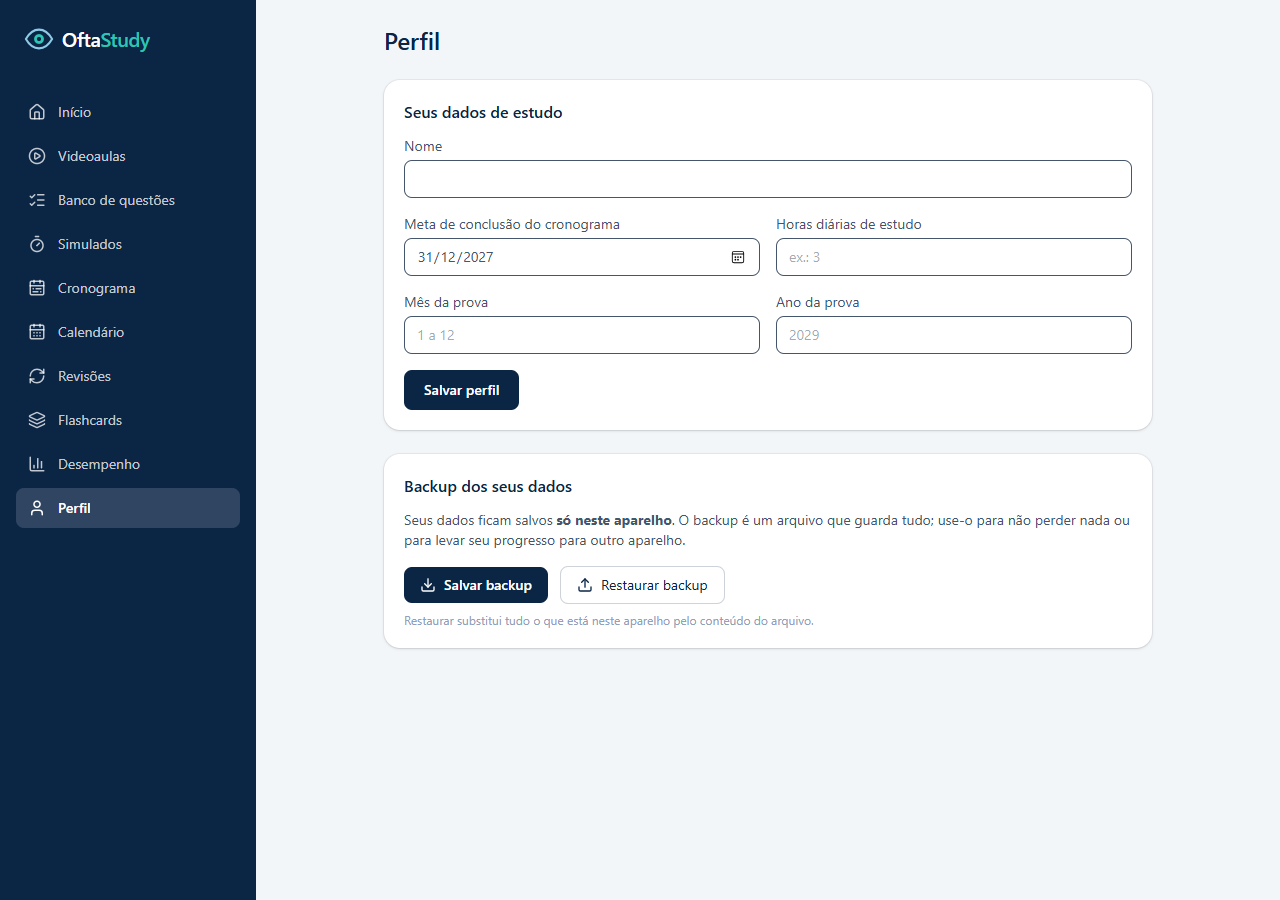 OftaStudy
Início
Videoaulas
Banco de questões
Simulados
Cronograma
Calendário
Revisões
Flashcards
Desempenho
Perfil
Perfil
Seus dados de estudo
Nome
Meta de conclusão do cronograma
Horas diárias de estudo
31/12/2027
ex.: 3
Mês da prova
Ano da prova
1 a 12
2029
Salvar perfil
Backup dos seus dados
Seus dados ficam salvos só neste aparelho. O backup é um arquivo que guarda tudo; use-o para não perder nada ou
para levar seu progresso para outro aparelho.
Salvar backup
Restaurar backup
Restaurar substitui tudo o que está neste aparelho pelo conteúdo do arquivo.